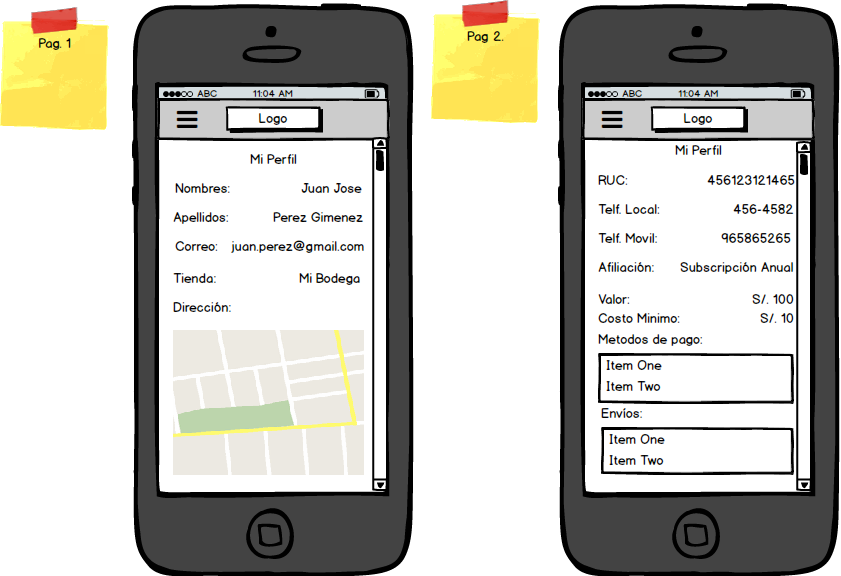 Pag. 1
ABC 11:04 AM
Logo
Mi Perfil
Nombres: Juan Jose
Apellidos: Perez Gimenez
Correo: juan.perez@gmail.com
Tienda: Mi Bodega
Dirección:
Pag 2.
ABC 11:04 AM
Logo
Mi Perfil
RUC: 456123121465
Telf. Local: 456-4582
Telf. Movil: 965865265
Afiliación: Subscripción Anual
Valor: S/. 100
Costo Minimo: S/. 10
Metodos de pago:
Item One
Item Two
Envíos:
Item One
Item Two